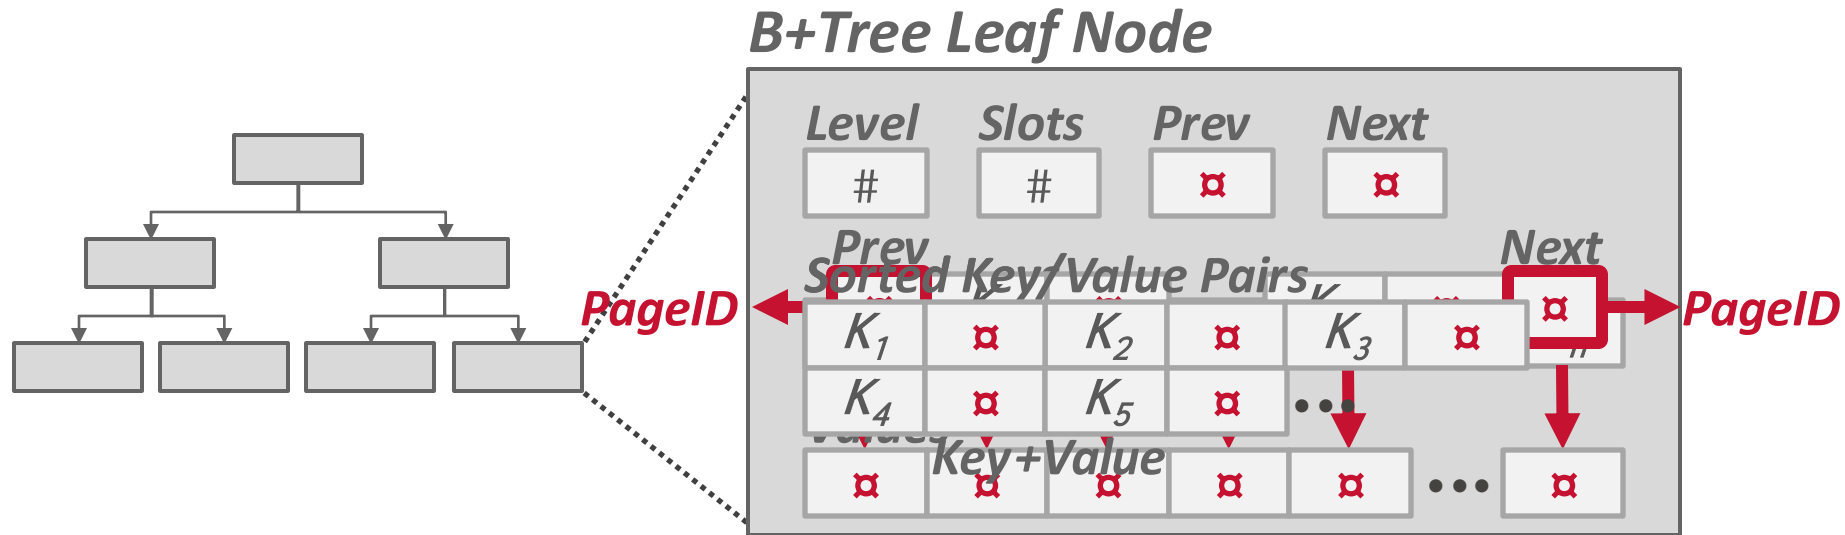 B+Tree Leaf Node
Level Slots Prev Next
# # ¤ ¤
Prev Next
Sorted Key/Value Pairs
PageID ¤ PageID
K1 ¤ K2 ¤ K3 ¤
K4 ¤ K5 ¤ •••
Values
Key+Value
¤ ¤ ¤ ¤ ¤ ••• ¤